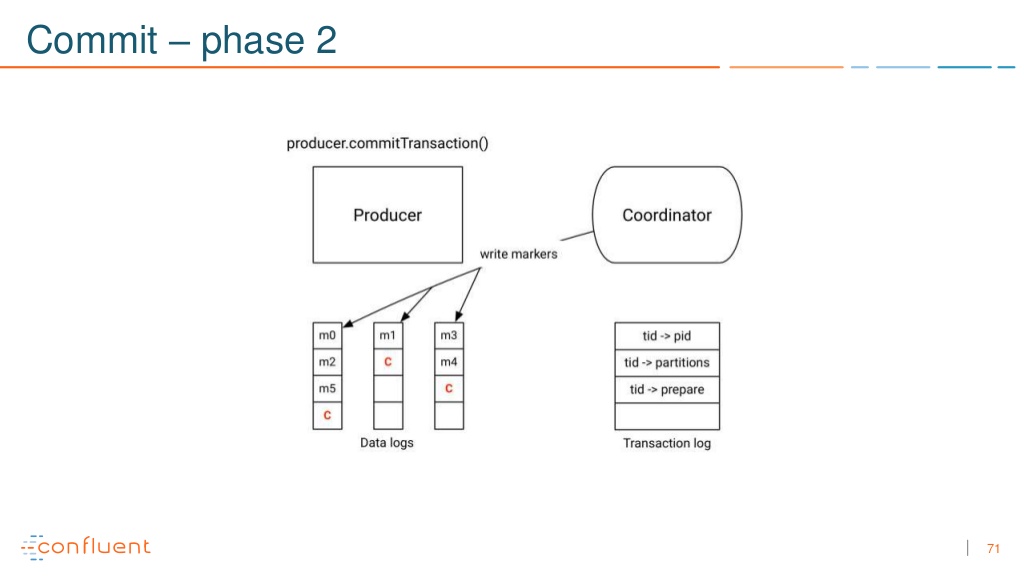 Commit – phase 2
producer.commitTransaction()
Producer
Coordinator
write markers
m0
m2
m5
C
m1
C
m3
m4
C
Data logs
tid -> pid
tid -> partitions
tid -> prepare
Transaction log
confluent
71